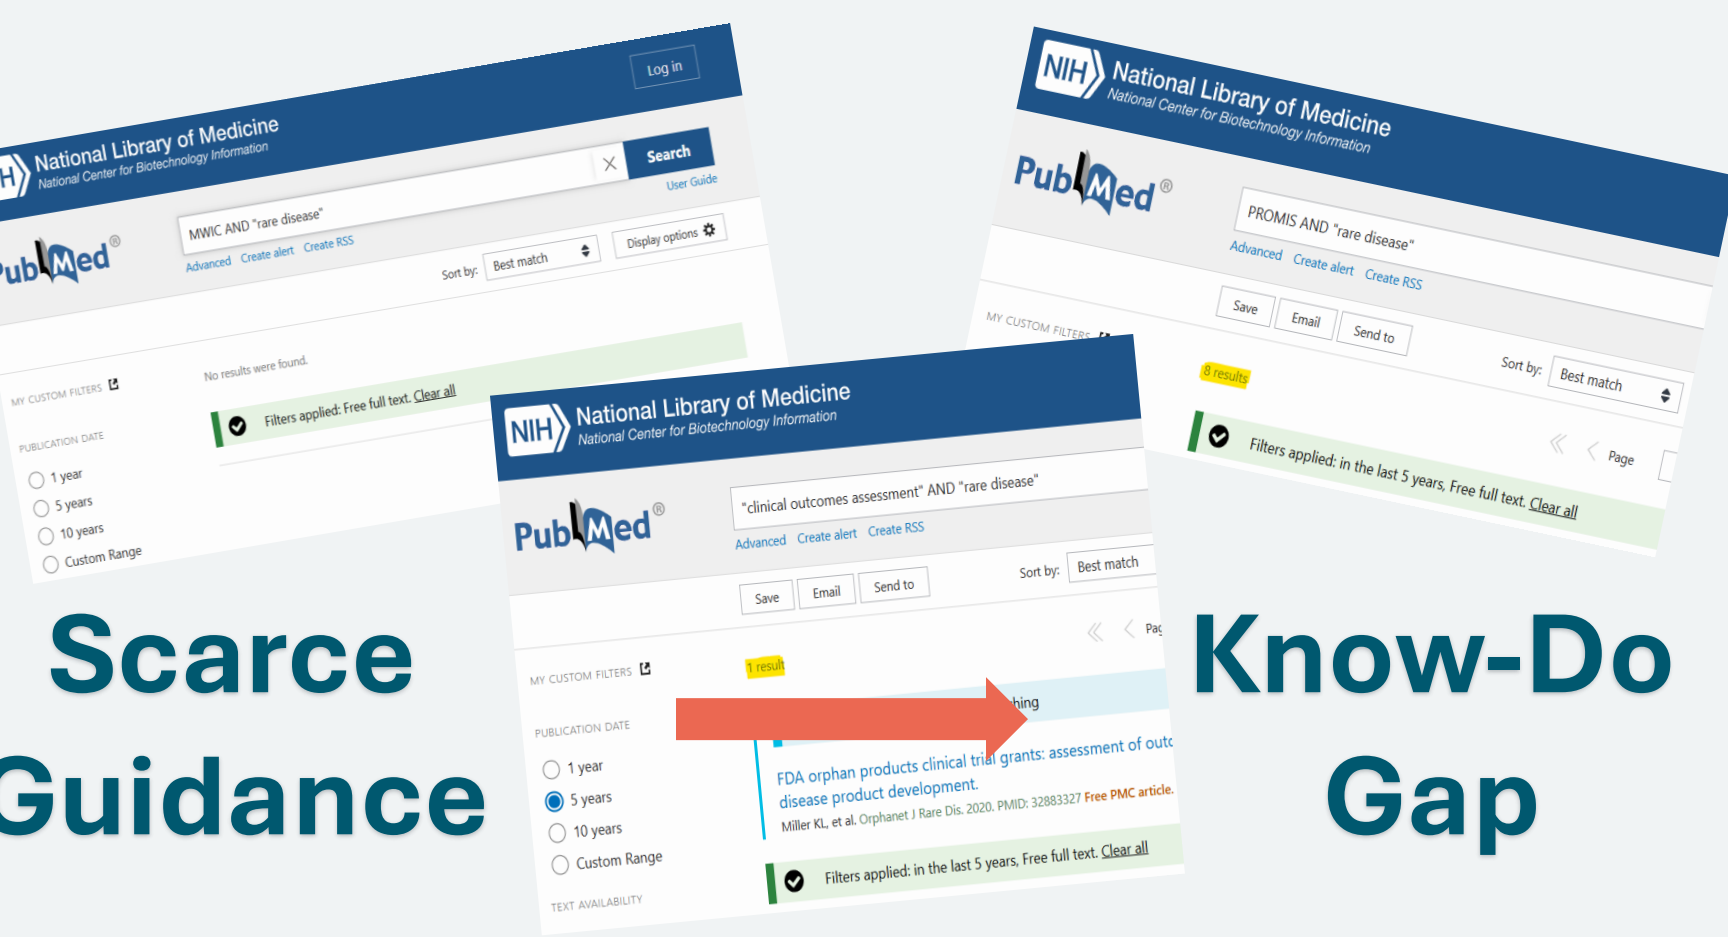 Log in
National Library of Medicine
National Center for Biotechnology Information
PubMed®
MWIC AND "rare disease"
Search
User Guide
Advanced Create alert Create RSS
Sort by: Best match
Display options
MY CUSTOM FILTERS
No results were found.
Filters applied: Free full text. Clear all
PUBLICATION DATE
1 year
5 years
10 years
Custom Range
NIH National Library of Medicine
National Center for Biotechnology Information
PubMed®
PROMIS AND "rare disease"
Advanced Create alert Create RSS
Save Email Send to
Sort by: Best match
MY CUSTOM FILTERS
8 results
Page
Filters applied: in the last 5 years, Free full text. Clear all
NIH National Library of Medicine
National Center for Biotechnology Information
PubMed®
"clinical outcomes assessment" AND "rare disease"
Advanced Create alert Create RSS
Save Email Send to
Sort by: Best match
MY CUSTOM FILTERS
1 result
PUBLICATION DATE
1 year
5 years
10 years
Custom Range
TEXT AVAILABILITY
FDA orphan products clinical trial grants: assessment of
disease product development.
Miller KL, et al. Orphanet J Rare Dis. 2020. PMID: 32883327 Free PMC article.
Filters applied: in the last 5 years, Free full text. Clear all
Scarce
Guidance
Know-Do
Gap